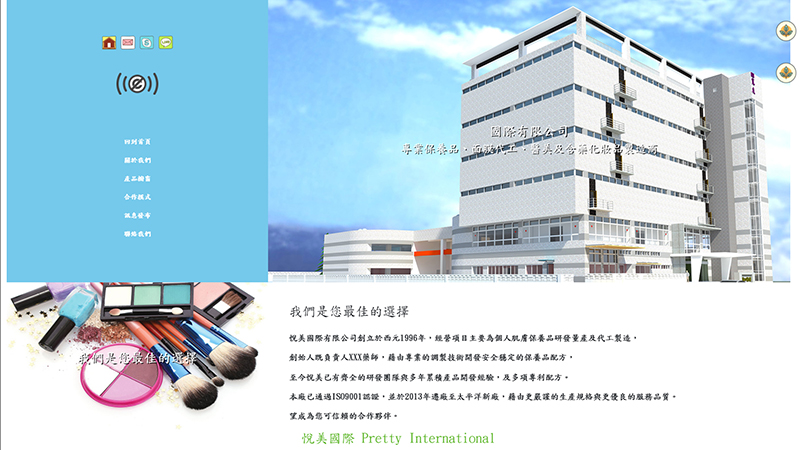 回到首頁
關於我們
產品櫥窗
合作模式
訊息發布
聯絡我們
國際有限公司
專業保養品、面膜代工、醫美及含藥化妝品製造商
我們是您最佳的選擇
我們是您最佳的選擇
悅美國際有限公司創立於西元1996年，經營項目主要為個人肌膚保養品研發量產及代工製造，
創始人既負責人XXX藥師，藉由專業的調製技術開發安全穩定的保養品配方，
至今悅美已有齊全的研發團隊與多年累積產品開發經驗，及多項專利配方。
本廠已通過ISO9001認證，並於2013年遷廠至太平洋新廠，藉由更嚴謹的生產規格與更優良的服務品質。
望成為您可信賴的合作夥伴。
悅美國際 Pretty International